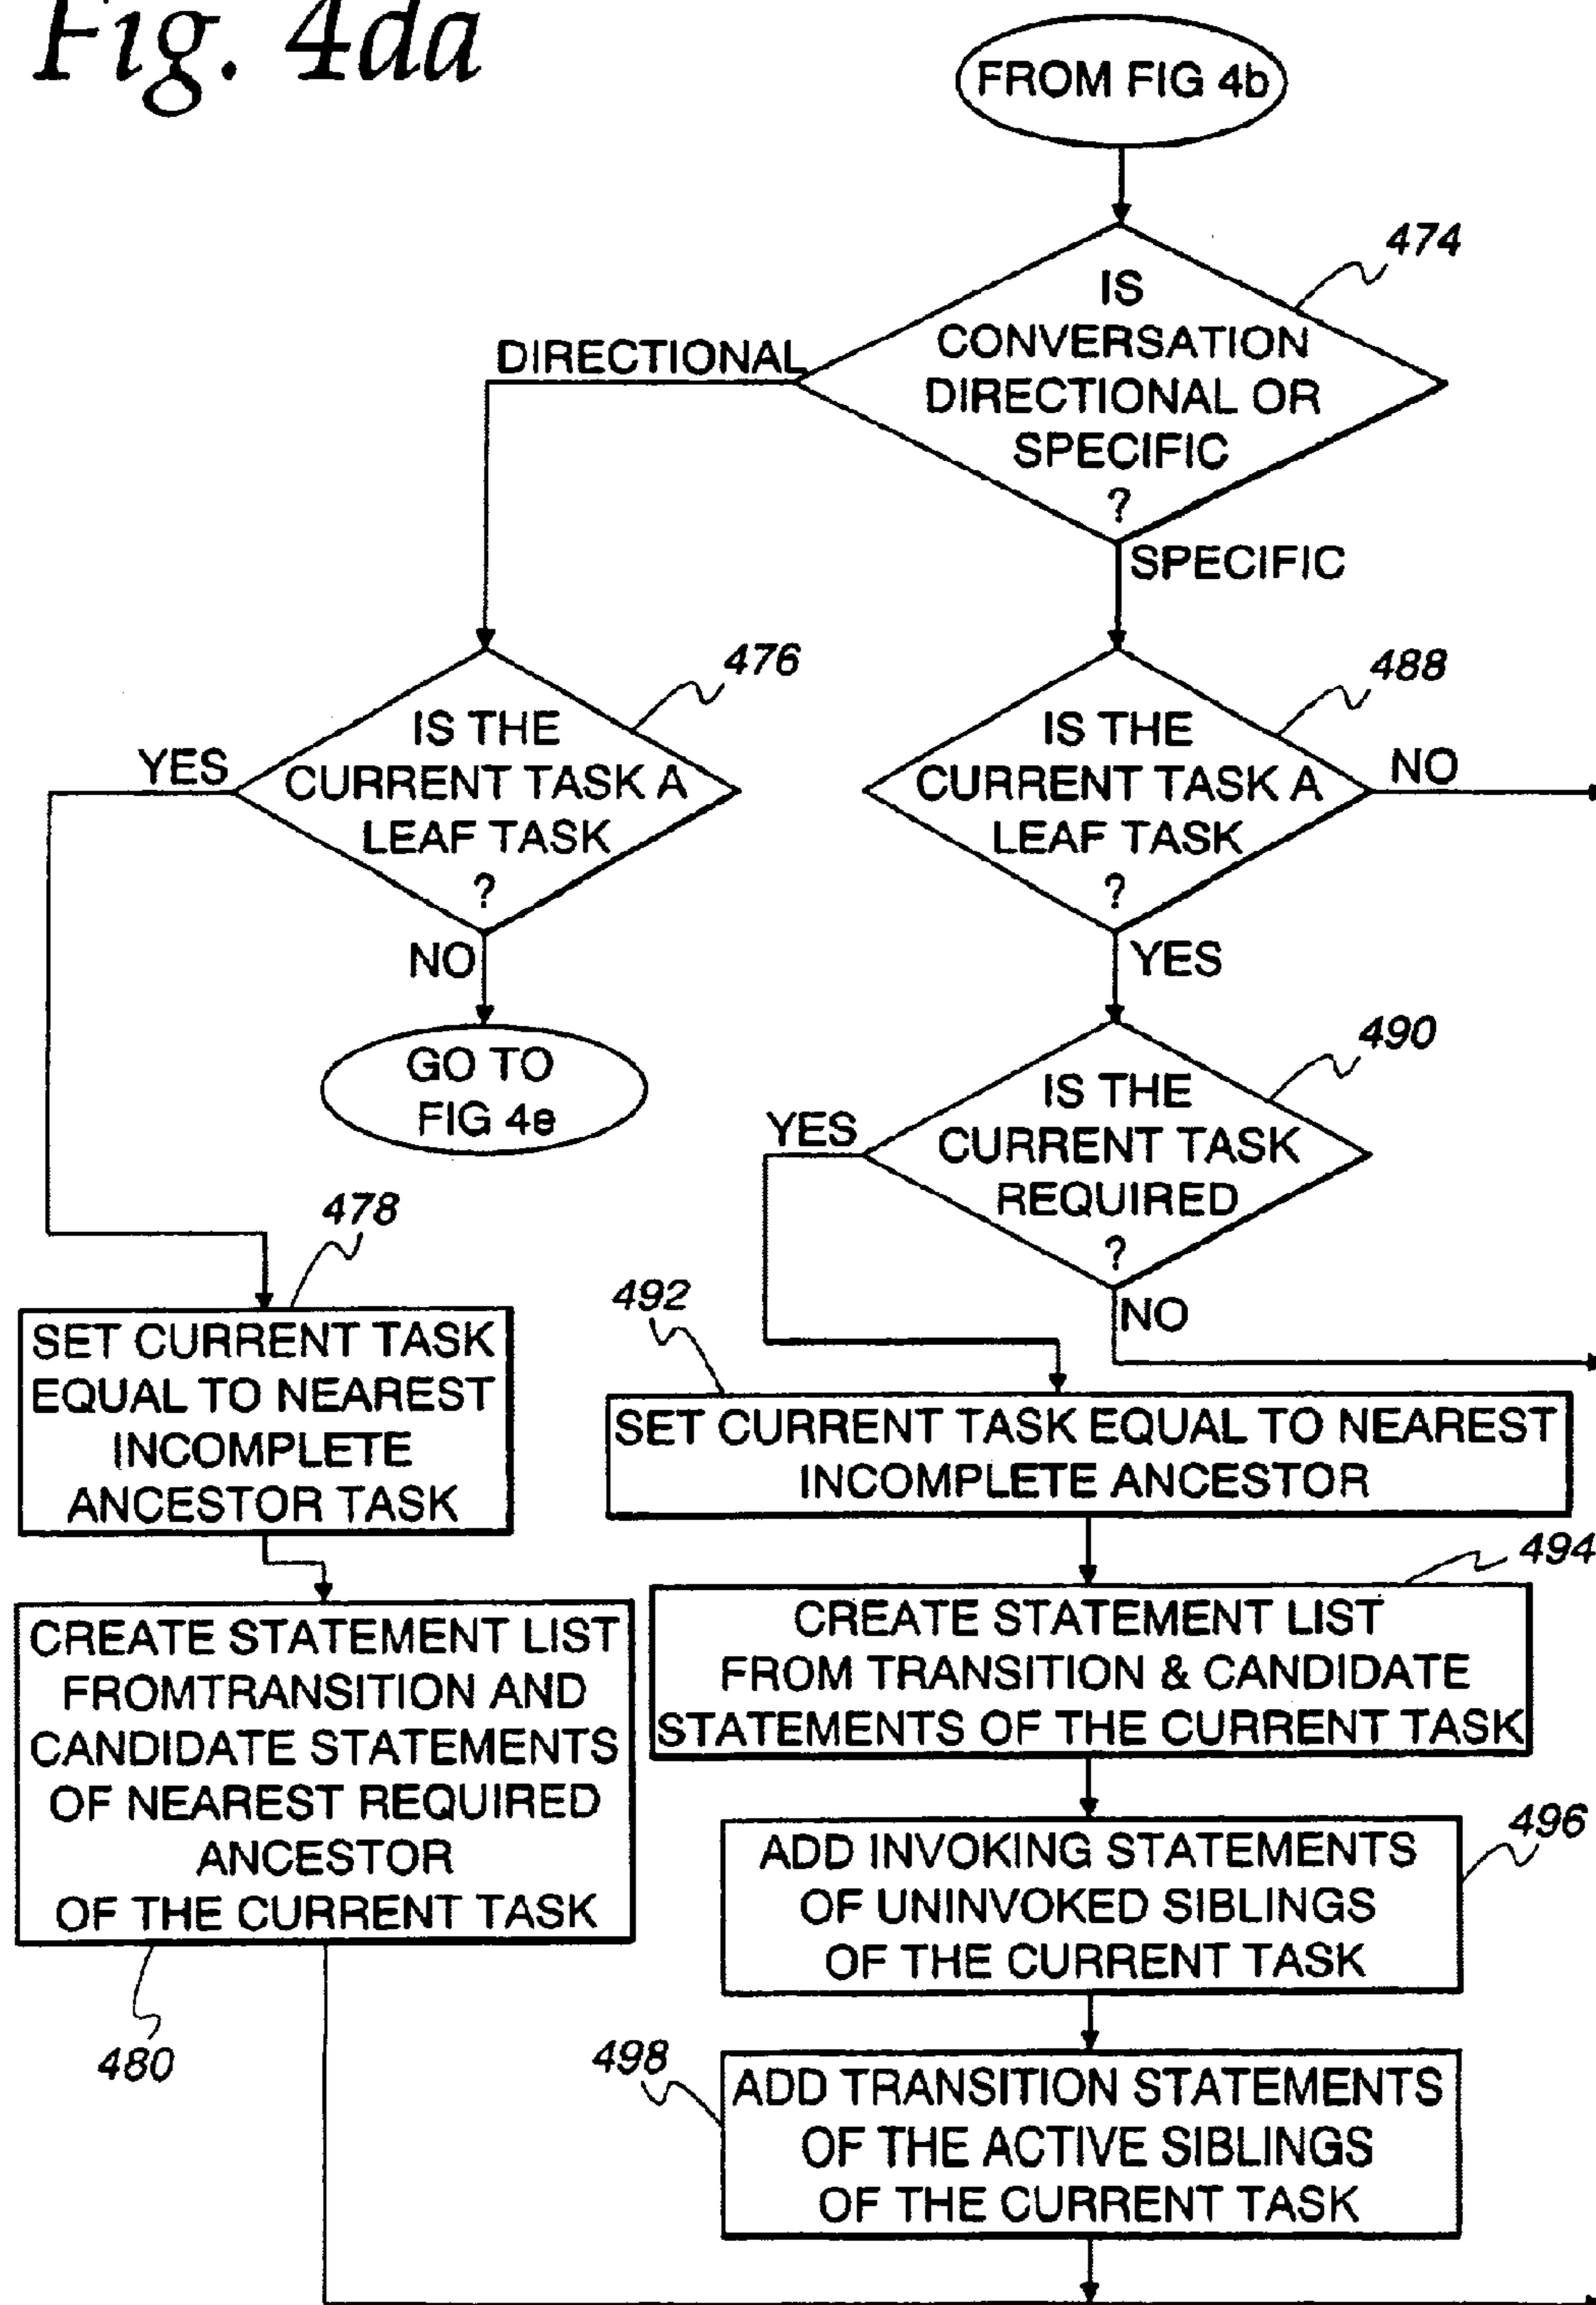 Fig. 4da
FROM FIG 4b
474
IS
CONVERSATION
DIRECTIONAL OR
SPECIFIC
?
DIRECTIONAL
SPECIFIC
476
IS THE
CURRENT TASK A
LEAF TASK
?
YES
NO
488
IS THE
CURRENT TASK A
LEAF TASK
?
NO
YES
GO TO
FIG 4e
490
IS THE
CURRENT TASK
REQUIRED
?
YES
NO
478
SET CURRENT TASK
EQUAL TO NEAREST
INCOMPLETE
ANCESTOR TASK
492
SET CURRENT TASK EQUAL TO NEAREST
INCOMPLETE ANCESTOR
480
CREATE STATEMENT LIST
FROMTRANSITION AND
CANDIDATE STATEMENTS
OF NEAREST REQUIRED
ANCESTOR
OF THE CURRENT TASK
494
CREATE STATEMENT LIST
FROM TRANSITION & CANDIDATE
STATEMENTS OF THE CURRENT TASK
496
ADD INVOKING STATEMENTS
OF UNINVOKED SIBLINGS
OF THE CURRENT TASK
498
ADD TRANSITION STATEMENTS
OF THE ACTIVE SIBLINGS
OF THE CURRENT TASK